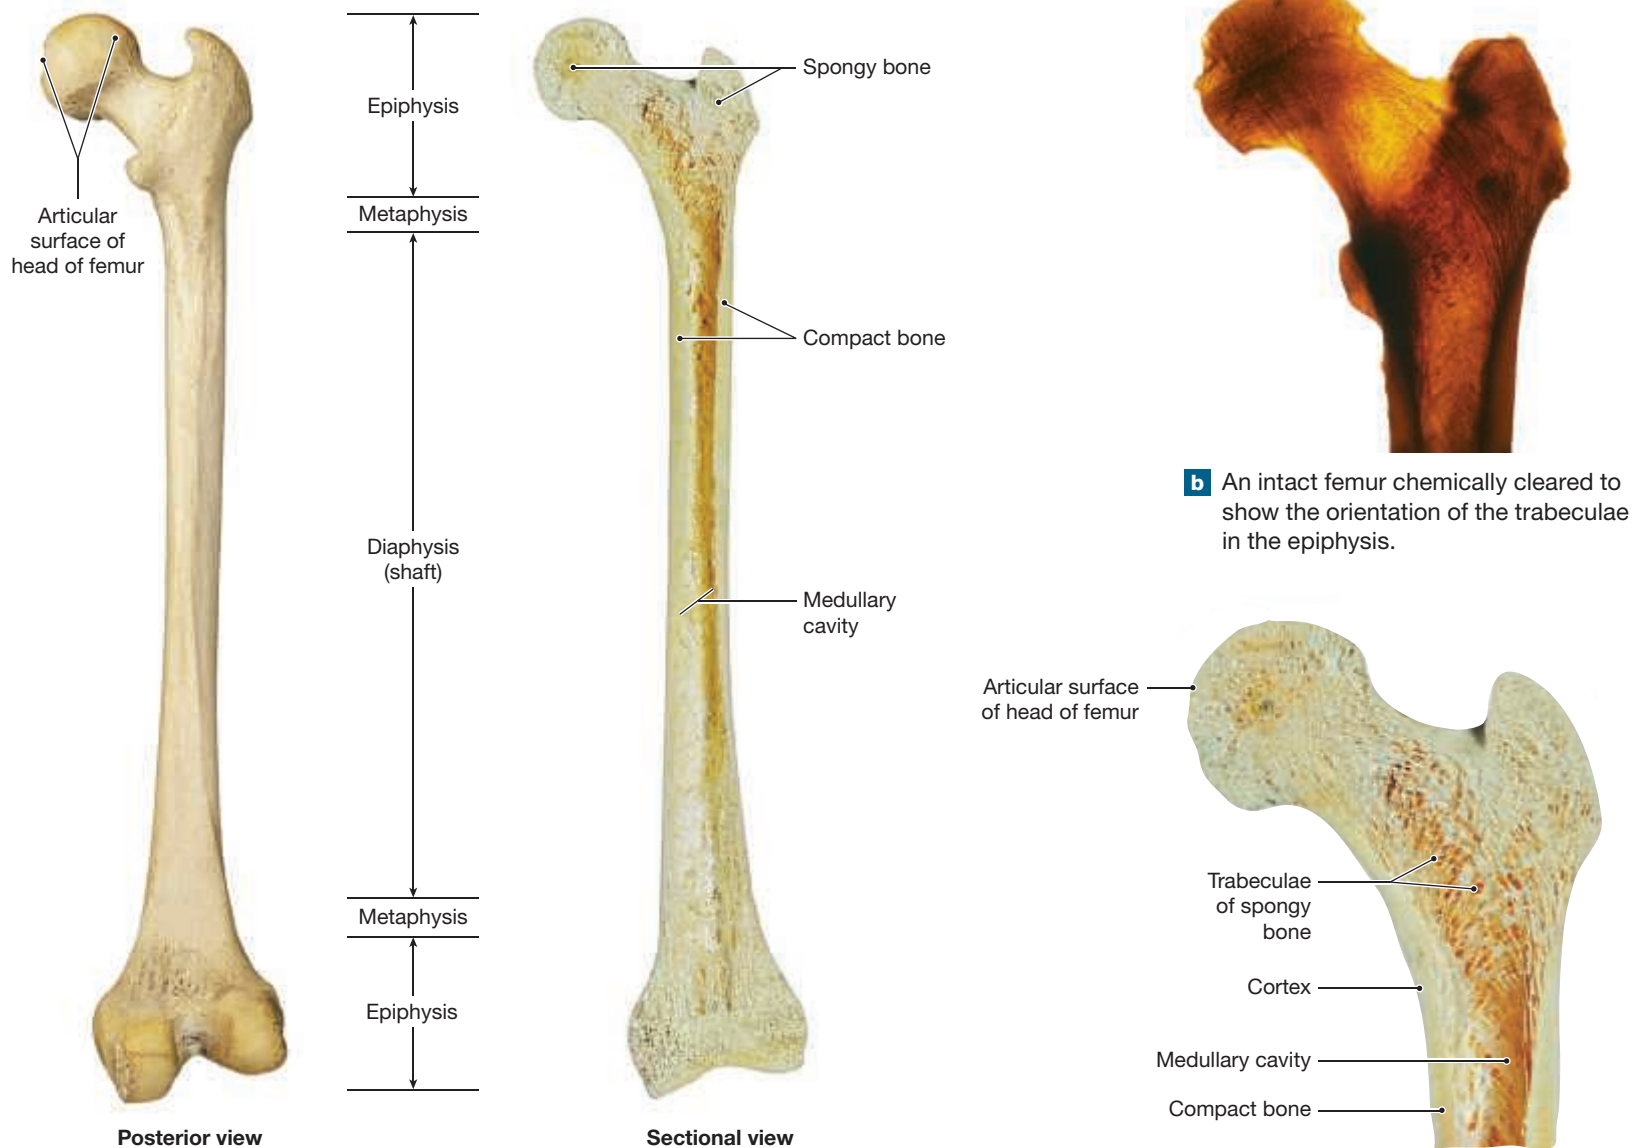 Articular
surface of
head of femur
Posterior view
Epiphysis
Metaphysis
Diaphysis
(shaft)
Metaphysis
Epiphysis
Spongy bone
Compact bone
Medullary
cavity
Sectional view
b An intact femur chemically cleared to
show the orientation of the trabeculae
in the epiphysis.
Articular surface
of head of femur
Trabeculae
of spongy
bone
Cortex
Medullary cavity
Compact bone